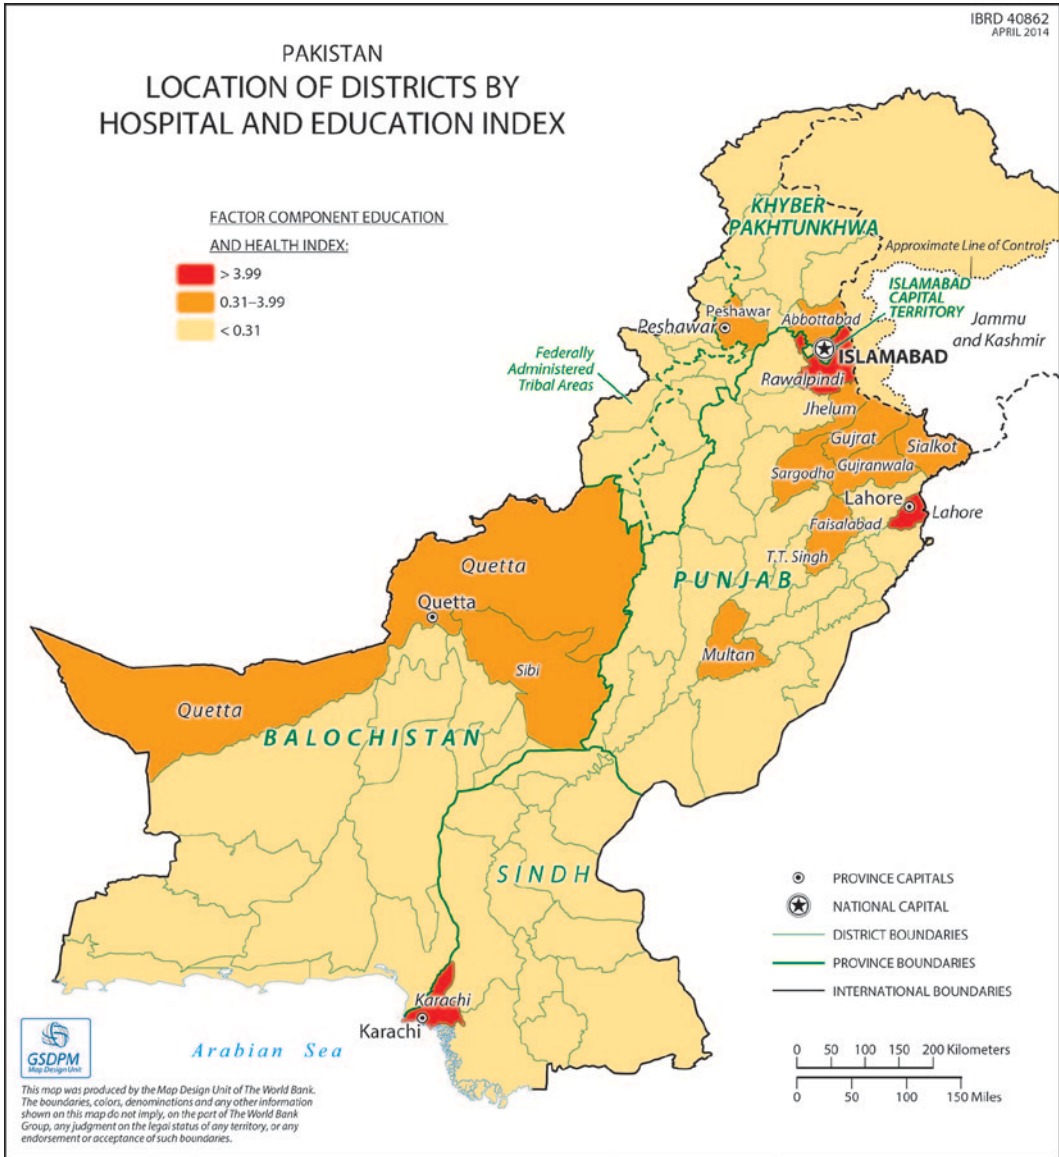 IBRD 40862
APRIL 2014
PAKISTAN
LOCATION OF DISTRICTS BY
HOSPITAL AND EDUCATION INDEX
FACTOR COMPONENT EDUCATION
AND HEALTH INDEX:
> 3.99
0.31–3.99
< 0.31
KHYBER
PAKHTUNKHWA
Approximate Line of Control
ISLAMABAD
CAPITAL
TERRITORY
Jammu
and Kashmir
Peshawar
Peshawar
Abbottabad
ISLAMABAD
Federally
Administered
Tribal Areas
Rawalpindi
Jhelum
Gujrat
Sialkot
Sargodha
Gujranwala
Lahore
Lahore
Faisalabad
T.T. Singh
PUNJAB
Quetta
Quetta
Multan
Sibi
Quetta
BALOCHISTAN
SINDH
Karachi
Karachi
Arabian Sea
PROVINCE CAPITALS
NATIONAL CAPITAL
DISTRICT BOUNDARIES
PROVINCE BOUNDARIES
INTERNATIONAL BOUNDARIES
0 50 100 150 200 Kilometers
0 50 100 150 Miles
GSDPM
Map Design Unit
This map was produced by the Map Design Unit of The World Bank.
The boundaries, colors, denominations and any other information
shown on this map do not imply, on the part of The World Bank
Group, any judgment on the legal status of any territory, or any
endorsement or acceptance of such boundaries.